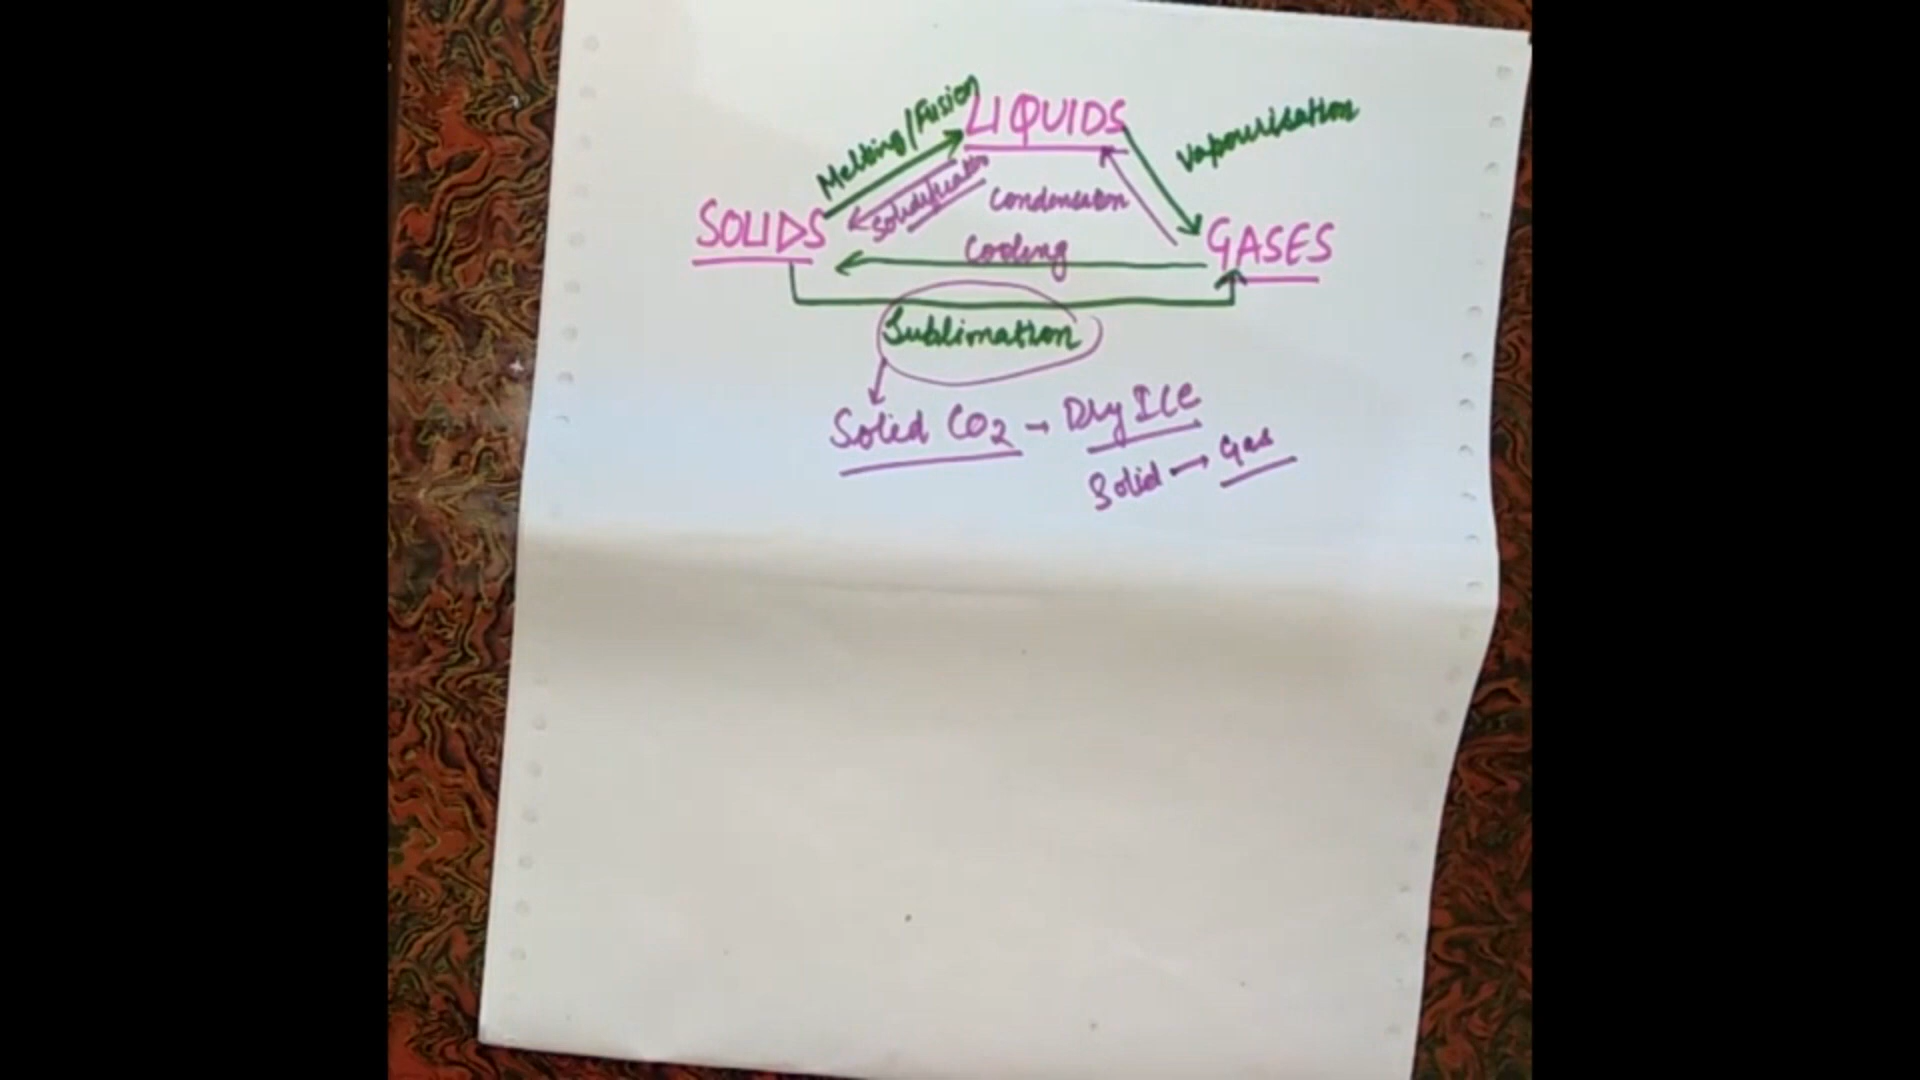 LIQUIDS
Melting/Fusion
Vapourisation
Solidification
Condensation
SOLIDS
GASES
Cooling
Sublimation
Solid CO2 → Dry Ice
Solid → Gas